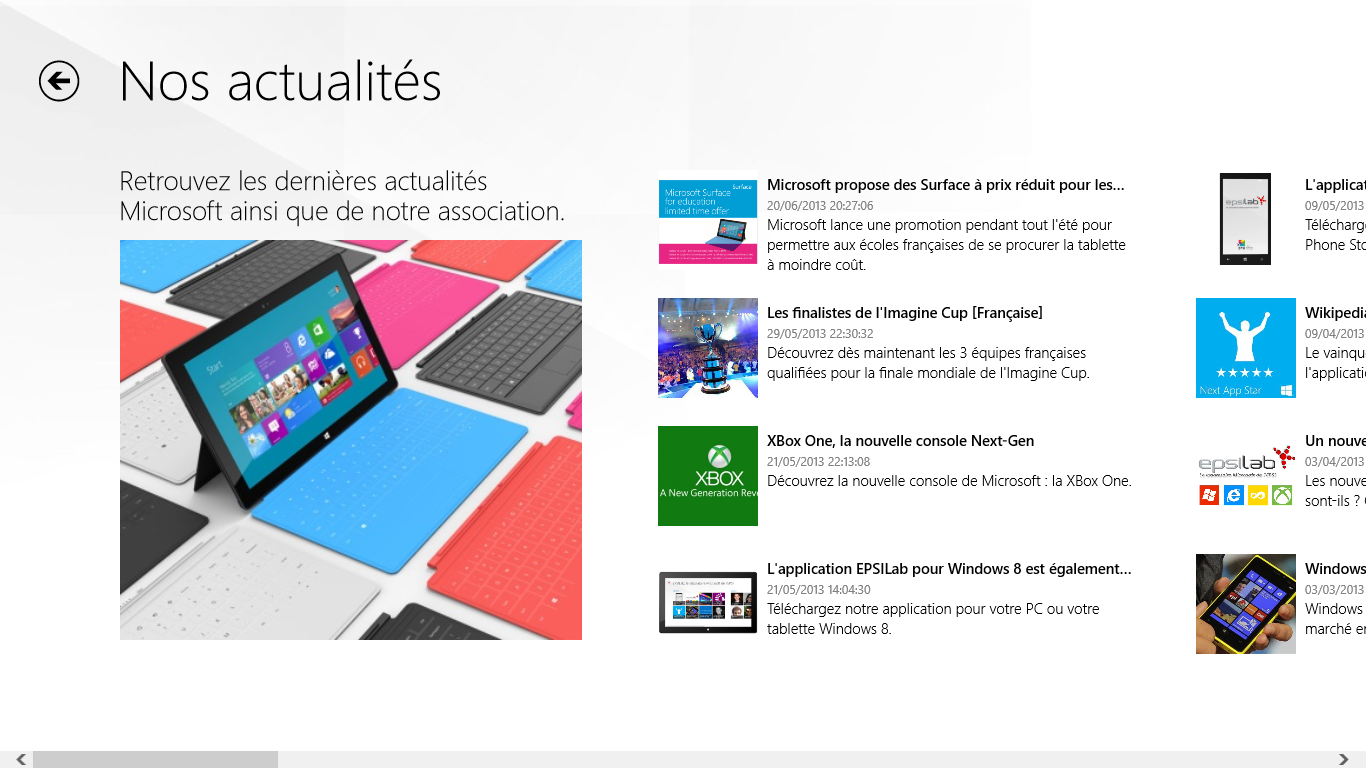 Nos actualités
Retrouvez les dernières actualités
Microsoft ainsi que de notre association.
Start
Surface
Microsoft Surface
for education
limited time offer
Microsoft propose des Surface à prix réduit pour les...
20/06/2013 20:27:06
Microsoft lance une promotion pendant tout l'été pour
permettre aux écoles françaises de se procurer la tablette
à moindre coût.
Les finalistes de l'Imagine Cup [Française]
29/05/2013 22:30:32
Découvrez dès maintenant les 3 équipes françaises
qualifiées pour la finale mondiale de l'Imagine Cup.
XBOX
A New Generation Reve
XBox One, la nouvelle console Next-Gen
21/05/2013 22:13:08
Découvrez la nouvelle console de Microsoft : la XBox One.
L'application EPSILab pour Windows 8 est également...
21/05/2013 14:04:30
Téléchargez notre application pour votre PC ou votre
tablette Windows 8.
epsilab
L'applicat
09/05/2013
Télécharge
Phone Sto
Next App Star
Wikipedia
09/04/2013
Le vainqu
l'applicatio
epsilab
Un nouve
03/04/2013
Les nouve
sont-ils ?
Windows
03/03/2013
Windows
marché en